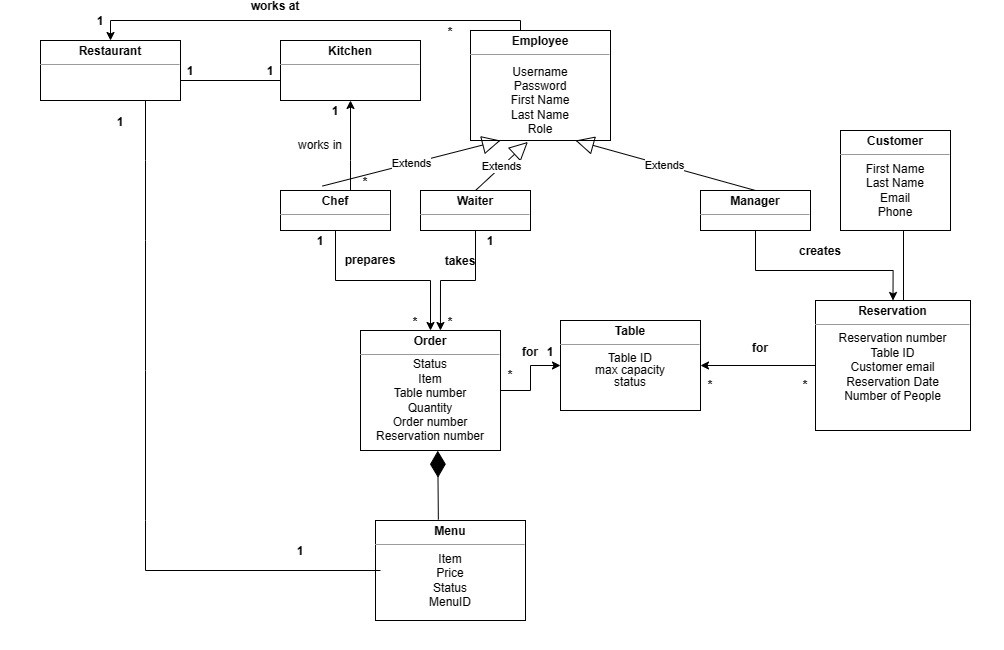 works at
1
*
Restaurant
Kitchen
Employee
1
1
Username
Password
First Name
Last Name
Role
1
1
works in
*
Extends
Extends
Extends
Customer
First Name
Last Name
Email
Phone
Chef
Waiter
Manager
1
1
prepares
takes
creates
*
*
Order
Status
Item
Table number
Quantity
Order number
Reservation number
for
1
*
Table
Table ID
max capacity
status
for
*
*
Reservation
Reservation number
Table ID
Customer email
Reservation Date
Number of People
Menu
Item
Price
Status
MenuID
1